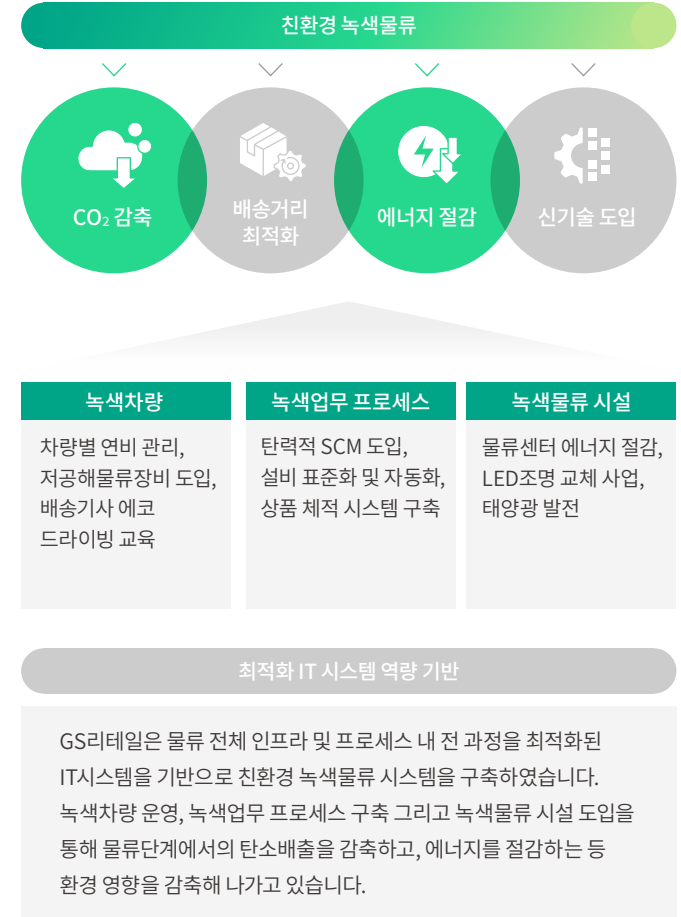 친환경 녹색물류
CO₂ 감축
배송거리
최적화
에너지 절감
신기술 도입
녹색차량
차량별 연비 관리,
저공해물류장비 도입,
배송기사 에코
드라이빙 교육
녹색업무 프로세스
탄력적 SCM 도입,
설비 표준화 및 자동화,
상품 체적 시스템 구축
녹색물류 시설
물류센터 에너지 절감,
LED조명 교체 사업,
태양광 발전
최적화 IT 시스템 역량 기반
GS리테일은 물류 전체 인프라 및 프로세스 내 전 과정을 최적화된
IT시스템을 기반으로 친환경 녹색물류 시스템을 구축하였습니다.
녹색차량 운영, 녹색업무 프로세스 구축 그리고 녹색물류 시설 도입을
통해 물류단계에서의 탄소배출을 감축하고, 에너지를 절감하는 등
환경 영향을 감축해 나가고 있습니다.